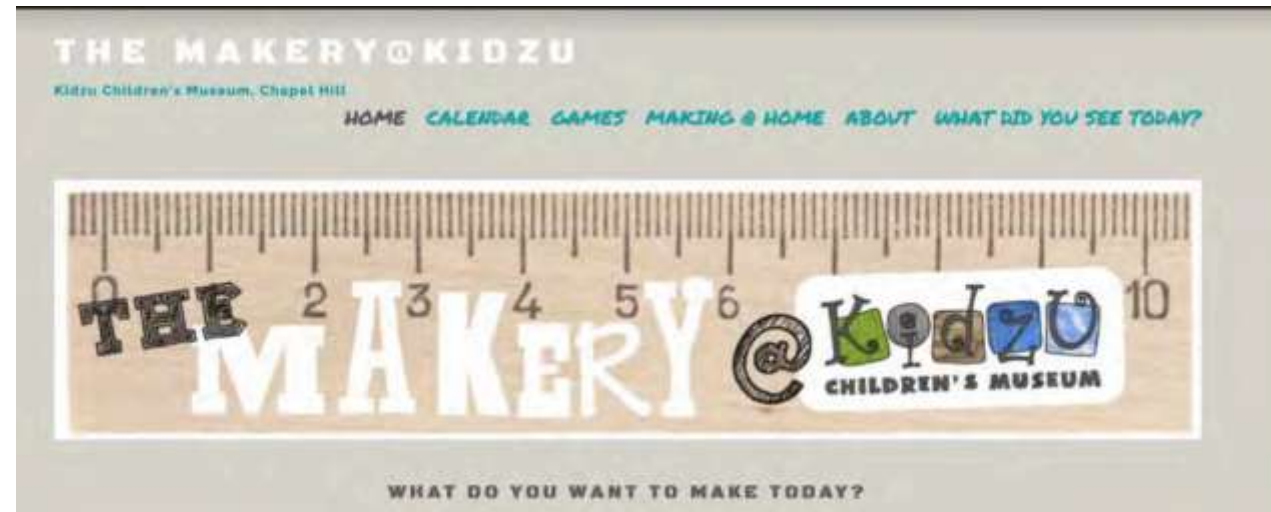 THE MAKERY@KIDZU
Kidzu Children's Museum, Chapel Hill
HOME CALENDAR GAMES MAKING @ HOME ABOUT WHAT DID YOU SEE TODAY?
0 2 3 4 5 6 10
THE MAKERY @ Kidzu
CHILDREN'S MUSEUM
WHAT DO YOU WANT TO MAKE TODAY?